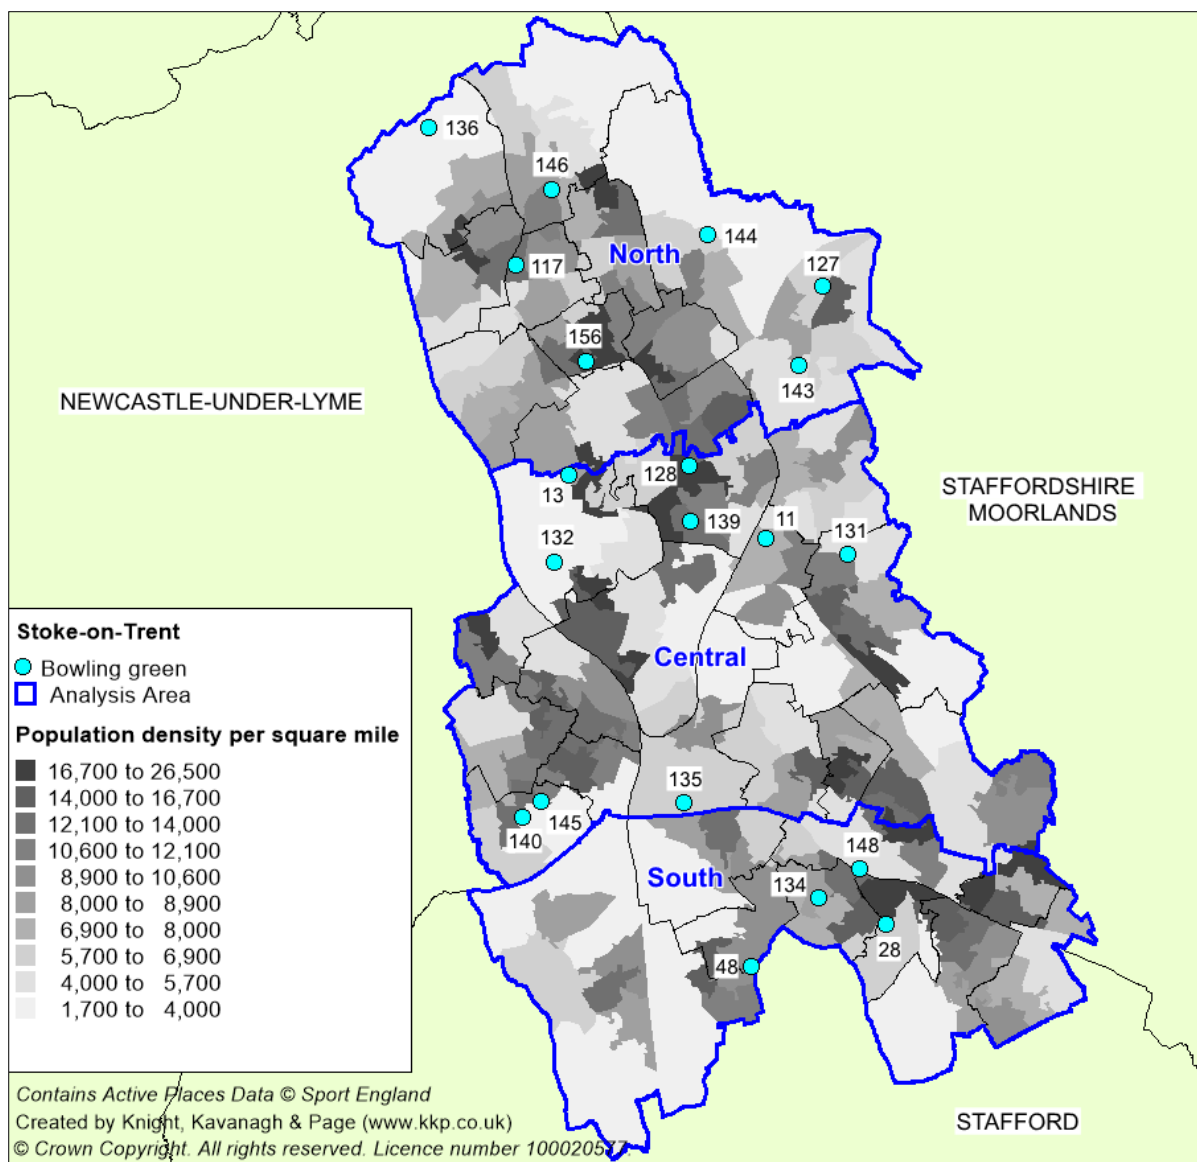 136
146
144
North
117
127
156
143
NEWCASTLE-UNDER-LYME
128
13
STAFFORDSHIRE
MOORLANDS
139
11
131
132
Central
Stoke-on-Trent
Bowling green
Analysis Area
Population density per square mile
16,700 to 26,500
14,000 to 16,700
12,100 to 14,000
10,600 to 12,100
8,900 to 10,600
8,000 to 8,900
6,900 to 8,000
5,700 to 6,900
4,000 to 5,700
1,700 to 4,000
135
145
140
148
South
134
28
48
Contains Active Places Data © Sport England
Created by Knight, Kavanagh & Page (www.kkp.co.uk)
STAFFORD
© Crown Copyright. All rights reserved. Licence number 100020577.